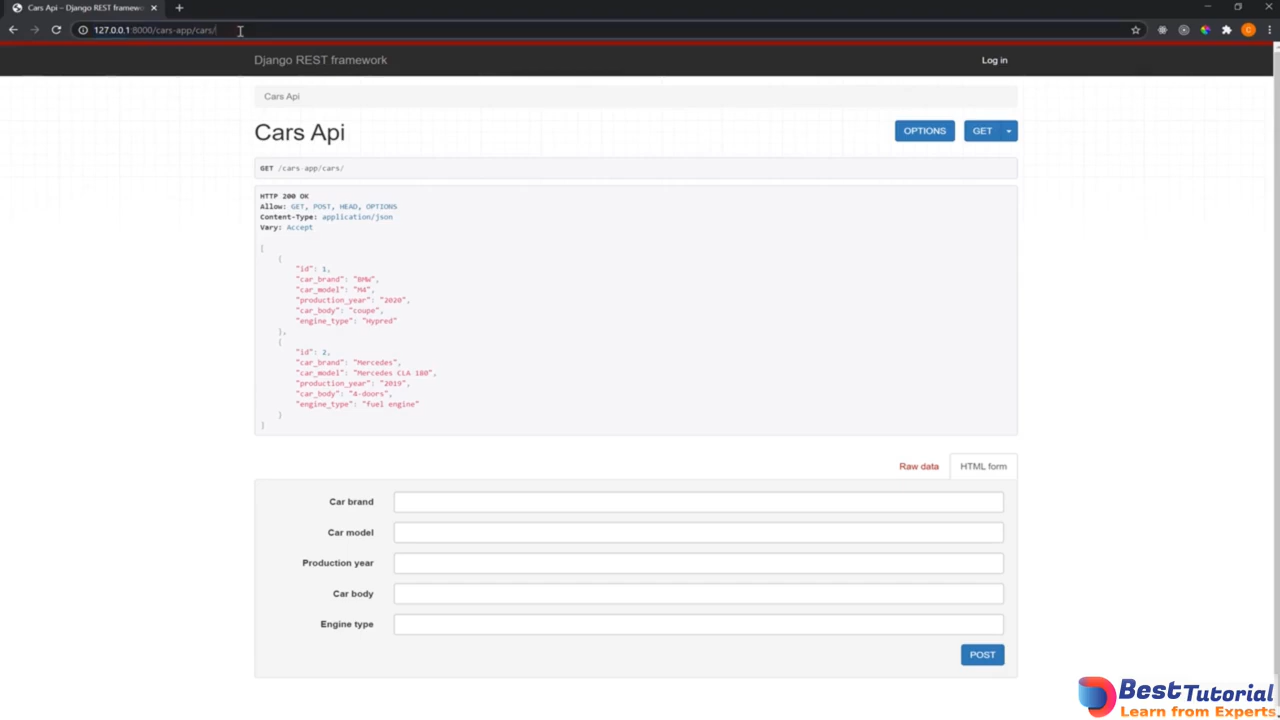 Cars Api – Django REST framew
127.0.0.1:8000/cars-app/cars/
Django REST framework
Log in
Cars Api
Cars Api
OPTIONS
GET
GET /cars-app/cars/
HTTP 200 OK
Allow: GET, POST, HEAD, OPTIONS
Content-Type: application/json
Vary: Accept
[
{
"id": 1,
"car_brand": "BMW",
"car_model": "M4",
"production_year": "2020",
"car_body": "coupe",
"engine_type": "Hypred"
},
{
"id": 2,
"car_brand": "Mercedes",
"car_model": "Mercedes CLA 180",
"production_year": "2019",
"car_body": "4-doors",
"engine_type": "fuel engine"
}
]
Raw data
HTML form
Car brand
Car model
Production year
Car body
Engine type
POST
BestTutorial
Learn from Experts